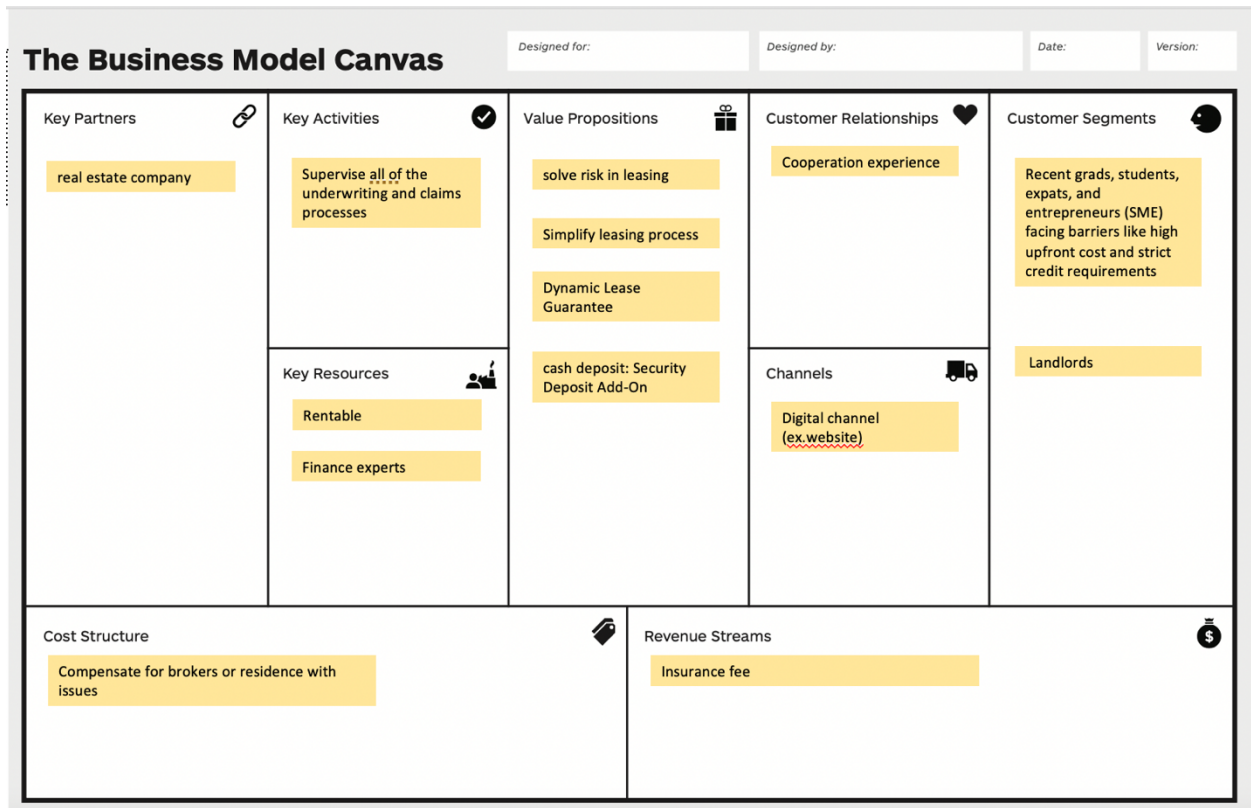 The Business Model Canvas
Designed for:
Designed by:
Date:
Version:
Key Partners
real estate company
Key Activities
Supervise all of the
underwriting and claims
processes
Key Resources
Rentable
Finance experts
Value Propositions
solve risk in leasing
Simplify leasing process
Dynamic Lease
Guarantee
cash deposit: Security
Deposit Add-On
Customer Relationships
Cooperation experience
Channels
Digital channel
(ex.website)
Customer Segments
Recent grads, students,
expats, and
entrepreneurs (SME)
facing barriers like high
upfront cost and strict
credit requirements
Landlords
Cost Structure
Compensate for brokers or residence with
issues
Revenue Streams
$
Insurance fee